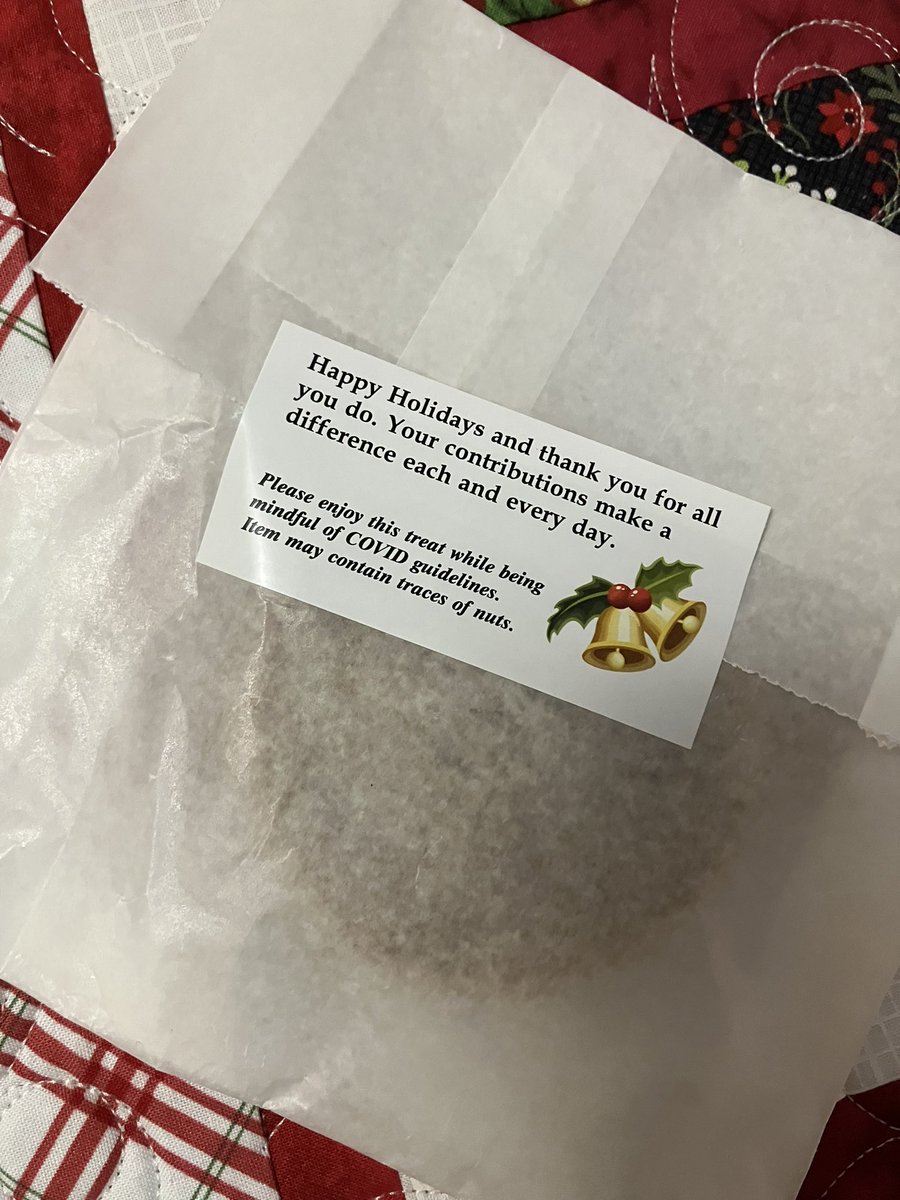 Happy Holidays and thank you for all
you do. Your contributions make a
difference each and every day.
Please enjoy this treat while being
mindful of COVID guidelines.
Item may contain traces of nuts.